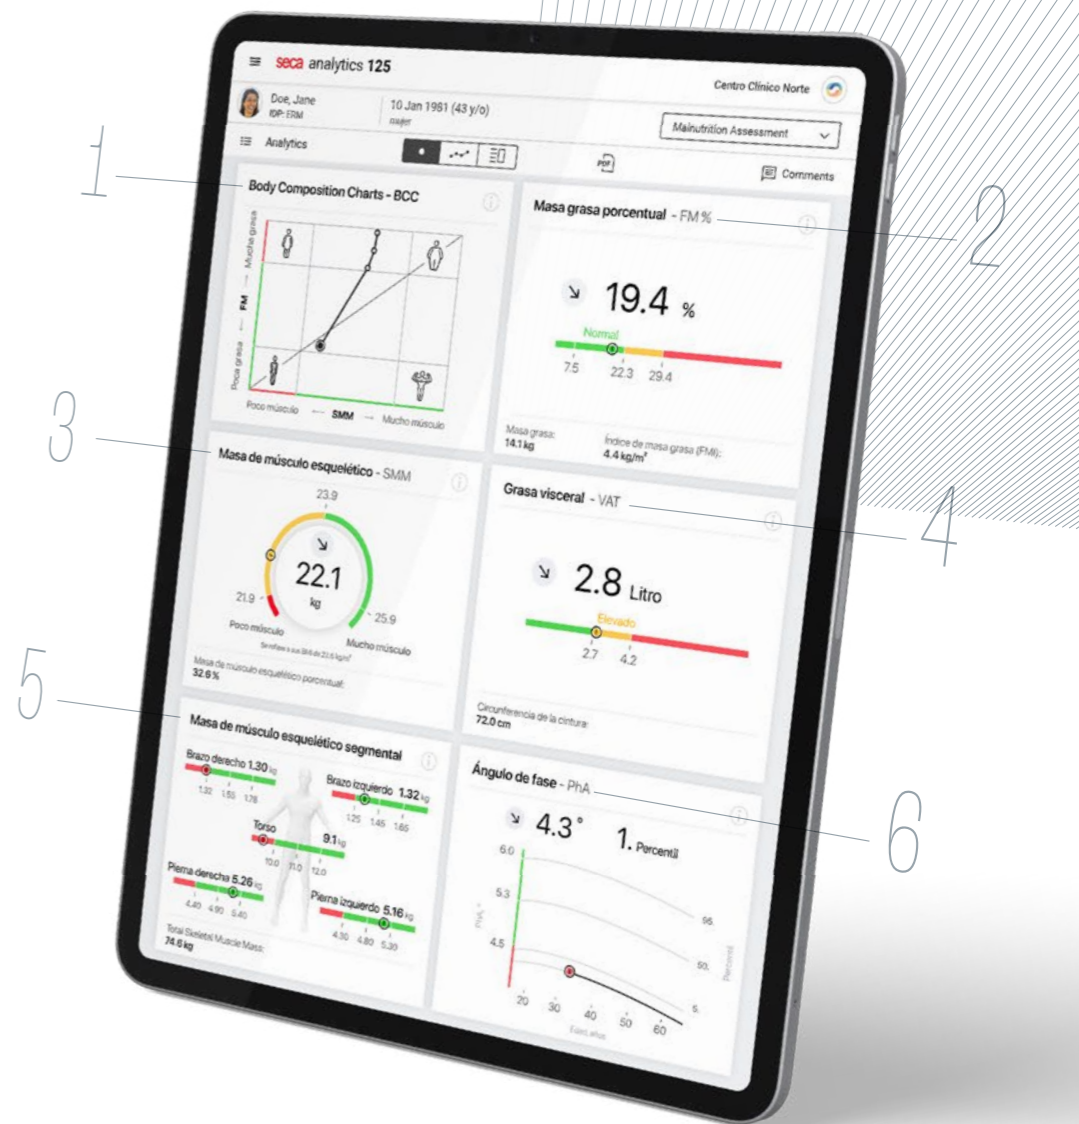 seca analytics 125
Centro Clínico Norte
Doe, Jane
IDP: ERM
10 Jan 1981 (43 y/o)
mujer
Malnutrition Assessment
Analytics
PDF
Comments
1
Body Composition Charts - BCC
Mucha grasa
FM
Poca grasa
Poco músculo
SMM
Mucho músculo
2
Masa grasa porcentual - FM%
19.4 %
Normal
7.5
22.3
29.4
Masa grasa:
14.1 kg
Índice de masa grasa (FMI):
4.4 kg/m²
3
Masa de músculo esquelético - SMM
23.9
22.1
kg
21.9
25.9
Poco músculo
Mucho músculo
Masa de músculo esquelético porcentual:
32.6 %
4
Grasa visceral - VAT
2.8 Litro
Elevado
2.7
4.2
Circunferencia de la cintura:
72.0 cm
5
Masa de músculo esquelético segmental
Brazo derecho 1.30 kg
1.32 1.55 1.78
Brazo izquierdo 1.32 kg
1.25 1.45 1.65
Torso
9.1 kg
10.0 11.0 12.0
Pierna derecha 5.26 kg
4.40 4.90 5.40
Pierna izquierdo 5.16 kg
4.30 4.80 5.30
Total Skeletal Muscle Mass:
74.6 kg
6
Ángulo de fase - PhA
4.3°
1. Percentil
6.0
5.3
4.5
PhA, °
95.
50.
5.
Percentil
20 30 40 50 60
Edad, años